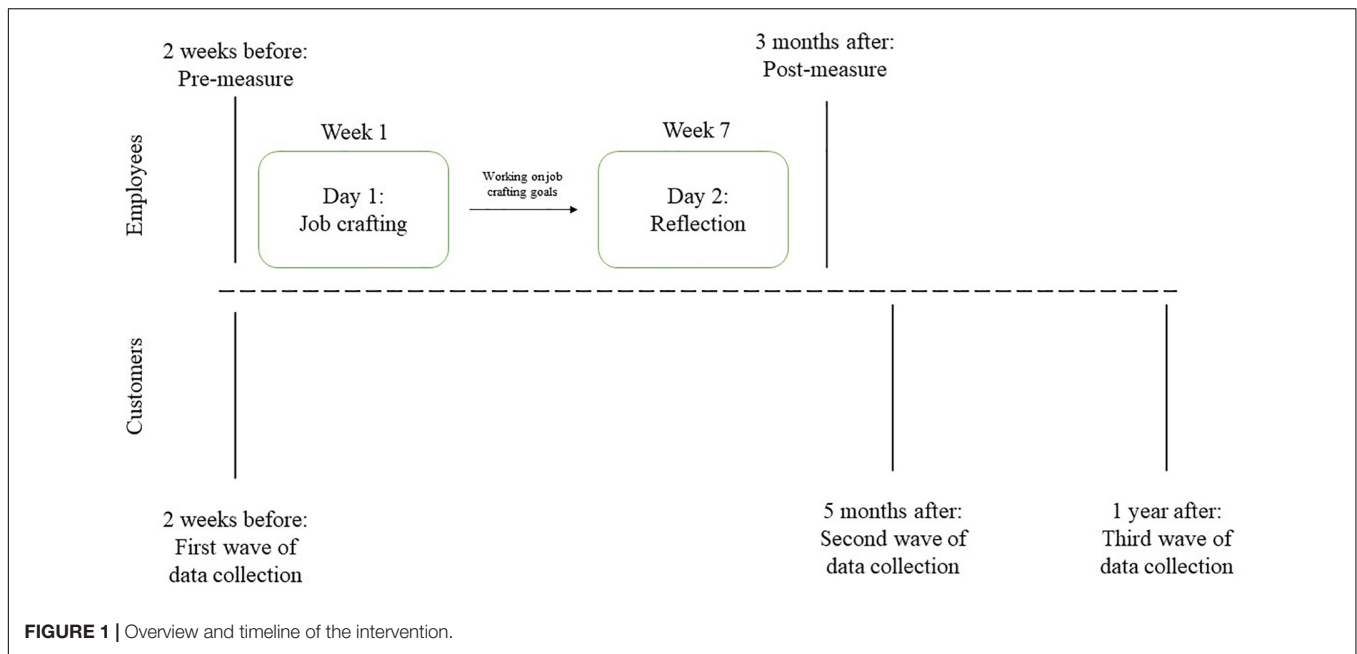 2 weeks before:
Pre-measure
3 months after:
Post-measure
Employees
Week 1
Day 1:
Job crafting
Working on job
crafting goals
Week 7
Day 2:
Reflection
Customers
2 weeks before:
First wave of
data collection
5 months after:
Second wave of
data collection
1 year after:
Third wave of
data collection
FIGURE 1 | Overview and timeline of the intervention.